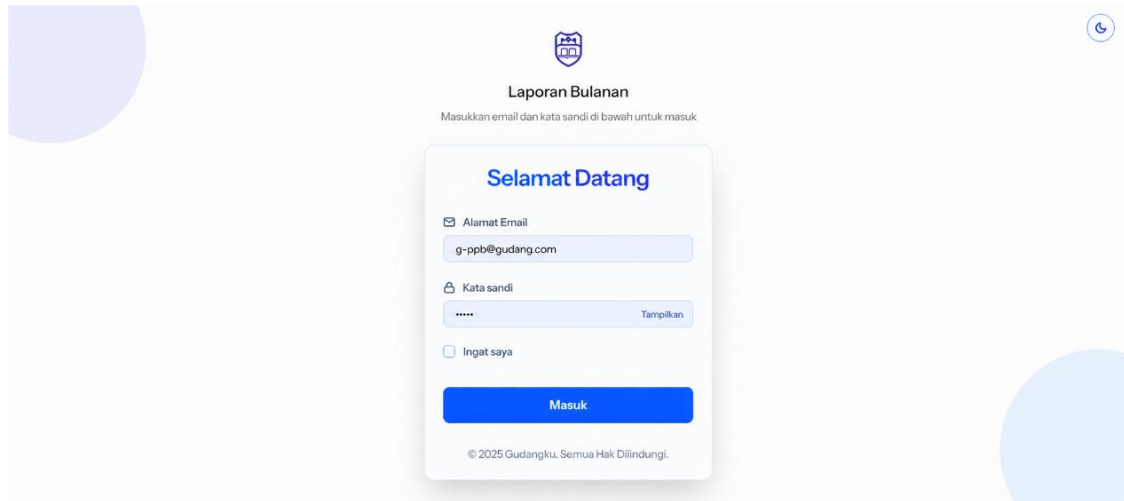 Laporan Bulanan
Masukkan email dan kata sandi di bawah untuk masuk
Selamat Datang
Alamat Email
g-ppb@gudang.com
Kata sandi
•••••
Tampilkan
Ingat saya
Masuk
© 2025 Gudangku. Semua Hak Dilindungi.